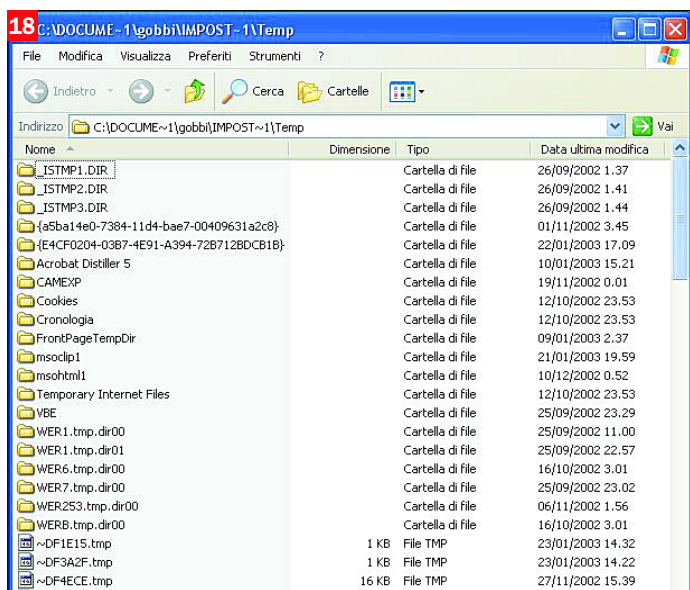 18 C:\DOCUME~1\gobbi\IMPOST~1\Temp
File Modifica Visualizza Preferiti Strumenti ?
Indietro Cerca Cartelle
Indirizzo C:\DOCUME~1\gobbi\IMPOST~1\Temp Vai
Nome Dimensione Tipo Data ultima modifica
_ISTMP1.DIR Cartella di file 26/09/2002 1.37
_ISTMP2.DIR Cartella di file 26/09/2002 1.41
_ISTMP3.DIR Cartella di file 26/09/2002 1.44
{a5ba14e0-7384-11d4-bae7-00409631a2c8} Cartella di file 01/11/2002 3.45
{E4CF0204-03B7-4E91-A394-72B712BDCB1B} Cartella di file 22/01/2003 17.09
Acrobat Distiller 5 Cartella di file 10/01/2003 15.21
CAMEXP Cartella di file 19/11/2002 0.01
Cookies Cartella di file 12/10/2002 23.53
Cronologia Cartella di file 12/10/2002 23.53
FrontPageTempDir Cartella di file 09/01/2003 2.37
msoclip1 Cartella di file 21/01/2003 19.59
msohtml1 Cartella di file 10/12/2002 0.52
Temporary Internet Files Cartella di file 12/10/2002 23.53
VBE Cartella di file 25/09/2002 23.29
WER1.tmp.dir00 Cartella di file 25/09/2002 11.00
WER1.tmp.dir01 Cartella di file 25/09/2002 22.57
WER6.tmp.dir00 Cartella di file 16/10/2002 3.01
WER7.tmp.dir00 Cartella di file 25/09/2002 23.02
WER253.tmp.dir00 Cartella di file 06/11/2002 1.56
WERB.tmp.dir00 Cartella di file 16/10/2002 3.01
~DF1E15.tmp 1 KB File TMP 23/01/2003 14.32
~DF3A2F.tmp 1 KB File TMP 23/01/2003 14.22
~DF4ECE.tmp 16 KB File TMP 27/11/2002 15.39